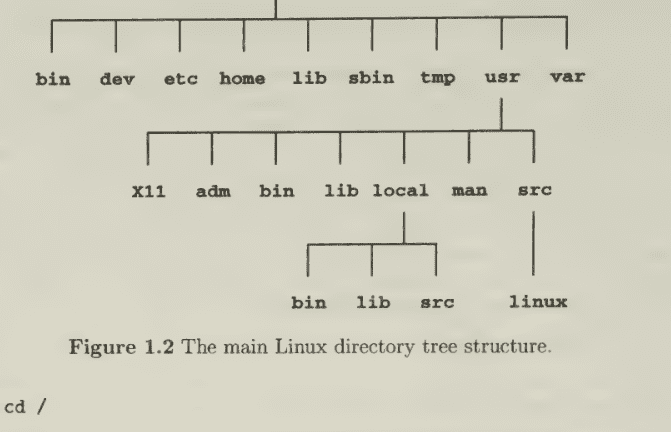 bin dev etc home lib sbin tmp usr var
X11 adm bin lib local man src
bin lib src linux
Figure 1.2 The main Linux directory tree structure.
cd /